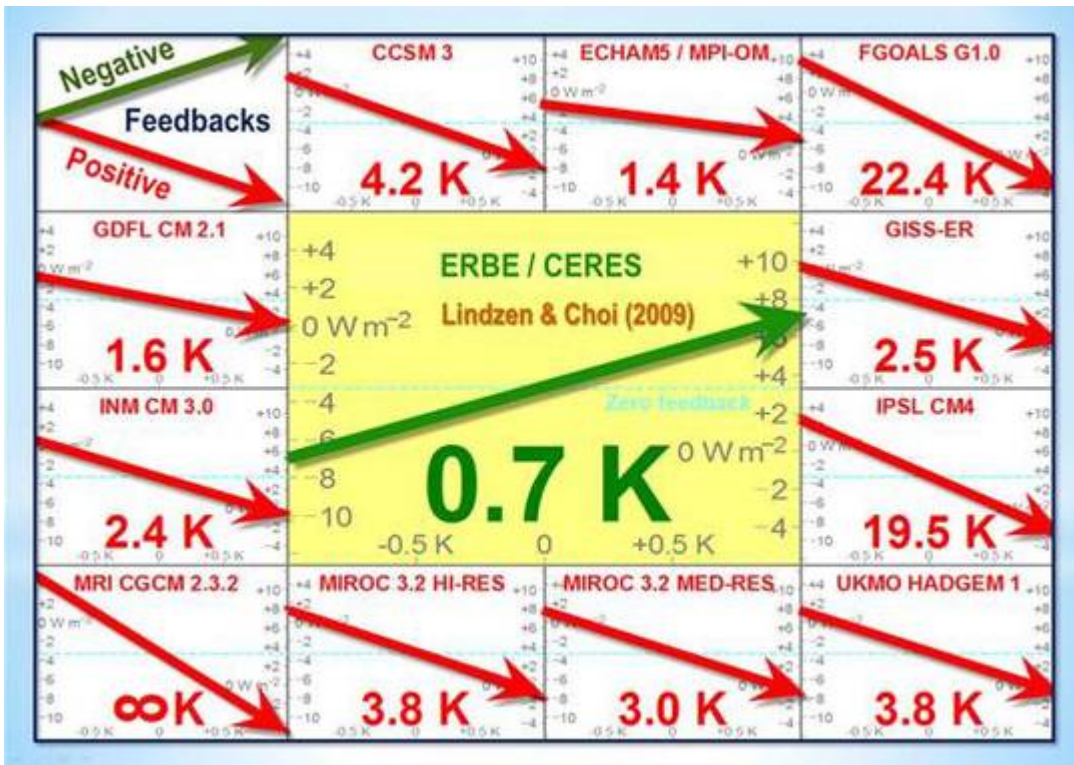 Negative
Feedbacks
Positive
CCSM 3
4.2 K
ECHAM5 / MPI-OM
1.4 K
FGOALS G1.0
22.4 K
GDFL CM 2.1
1.6 K
ERBE / CERES
Lindzen & Choi (2009)
+4
+2
0 Wm⁻²
-2
-4
-6
-8
-10
+10
+8
+6
+4
Zero feedback
+2
0 Wm⁻²
-2
-4
0.7 K
-0.5 K 0 +0.5 K
GISS-ER
2.5 K
INM CM 3.0
2.4 K
IPSL CM4
19.5 K
MRI CGCM 2.3.2
∞ K
MIROC 3.2 HI-RES
3.8 K
MIROC 3.2 MED-RES
3.0 K
UKMO HADGEM 1
3.8 K